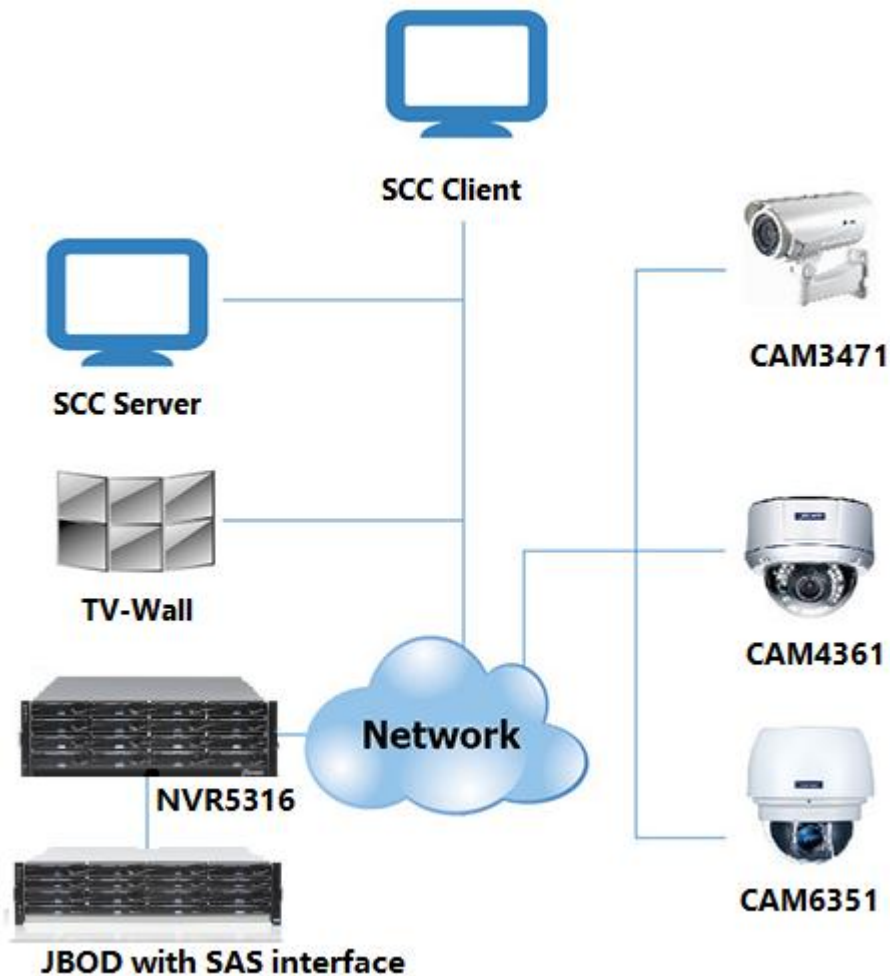 SCC Client
SCC Server
TV-Wall
NVR5316
JBOD with SAS interface
Network
CAM3471
CAM4361
CAM6351